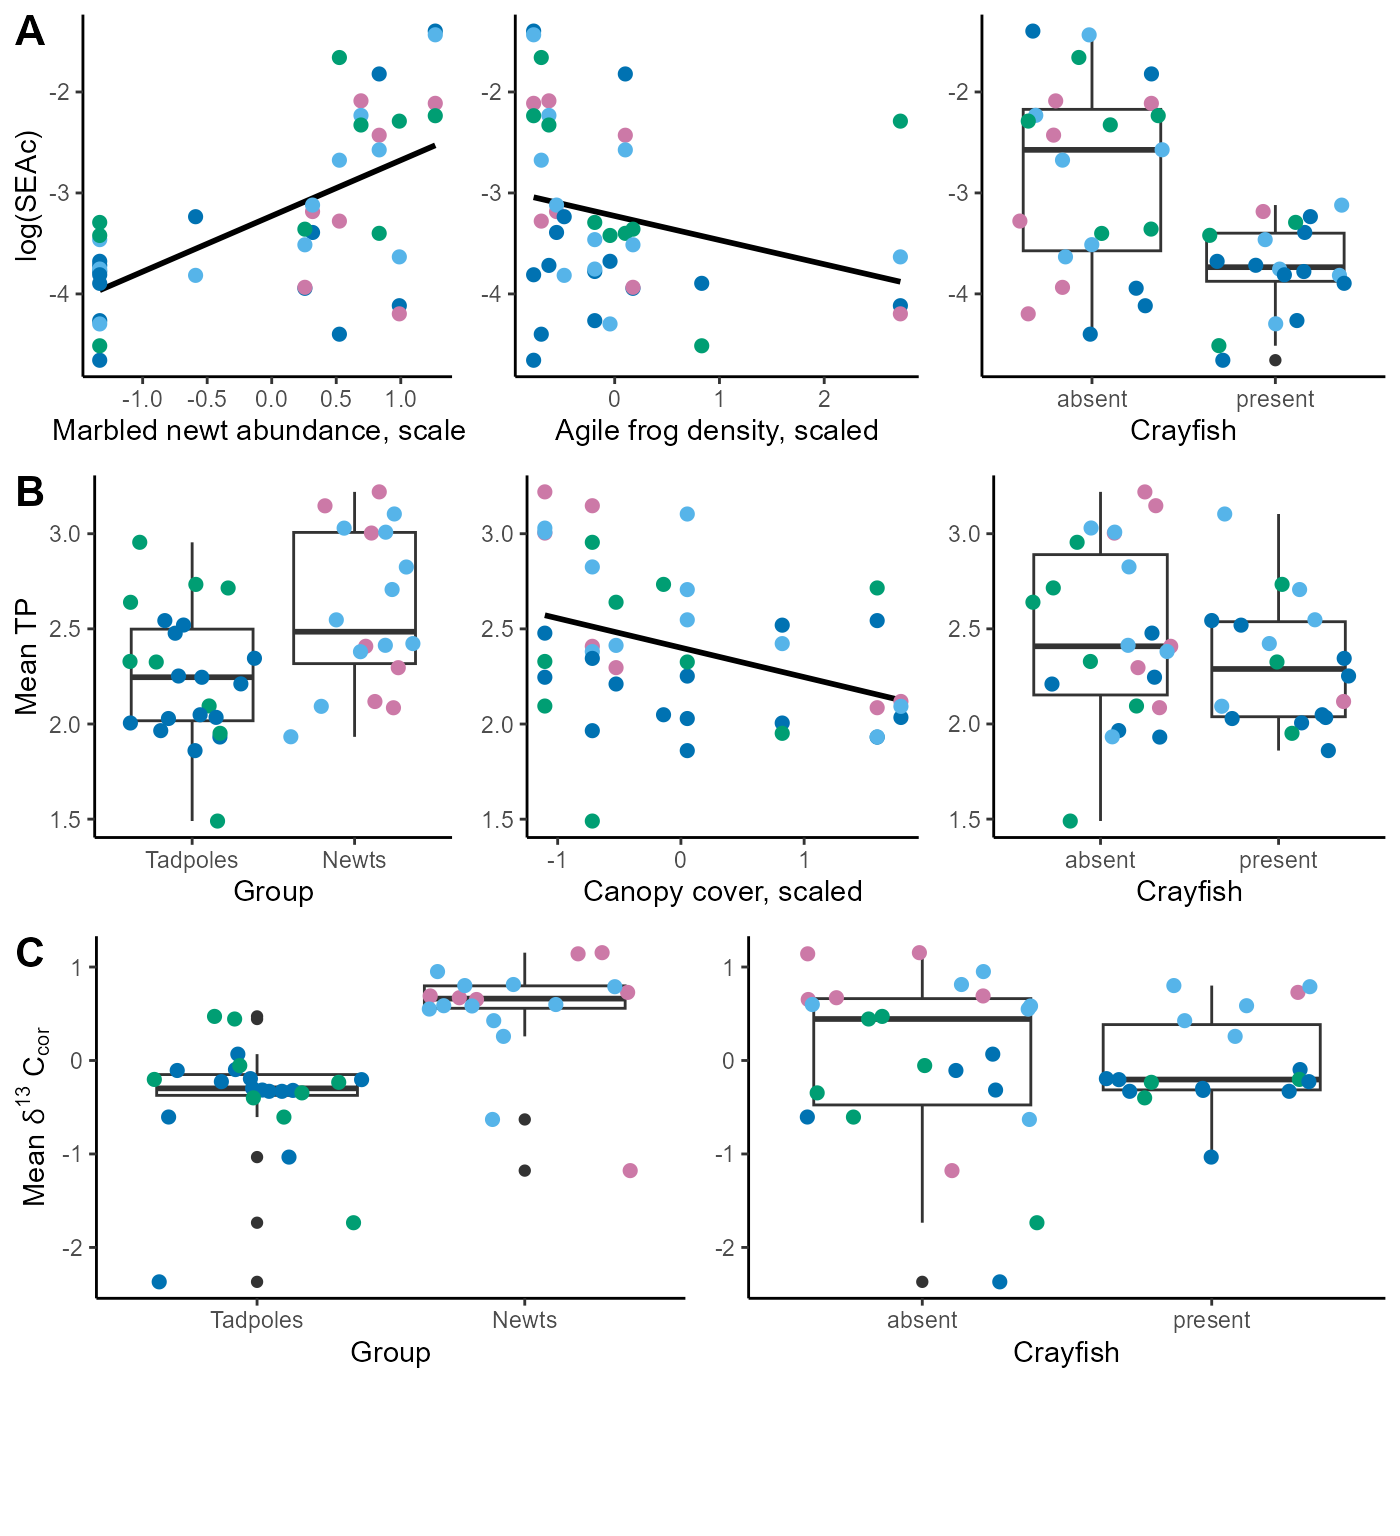 A
log(SEAc)
-2
-3
-4
-1.0 -0.5 0.0 0.5 1.0
Marbled newt abundance, scale
-2
-3
-4
0 1 2
Agile frog density, scaled
-2
-3
-4
absent present
Crayfish
B
Mean TP
3.0
2.5
2.0
1.5
Tadpoles Newts
Group
3.0
2.5
2.0
1.5
-1 0 1
Canopy cover, scaled
3.0
2.5
2.0
1.5
absent present
Crayfish
C
Mean δ¹³ Ccor
1
0
-1
-2
Tadpoles Newts
Group
1
0
-1
-2
absent present
Crayfish